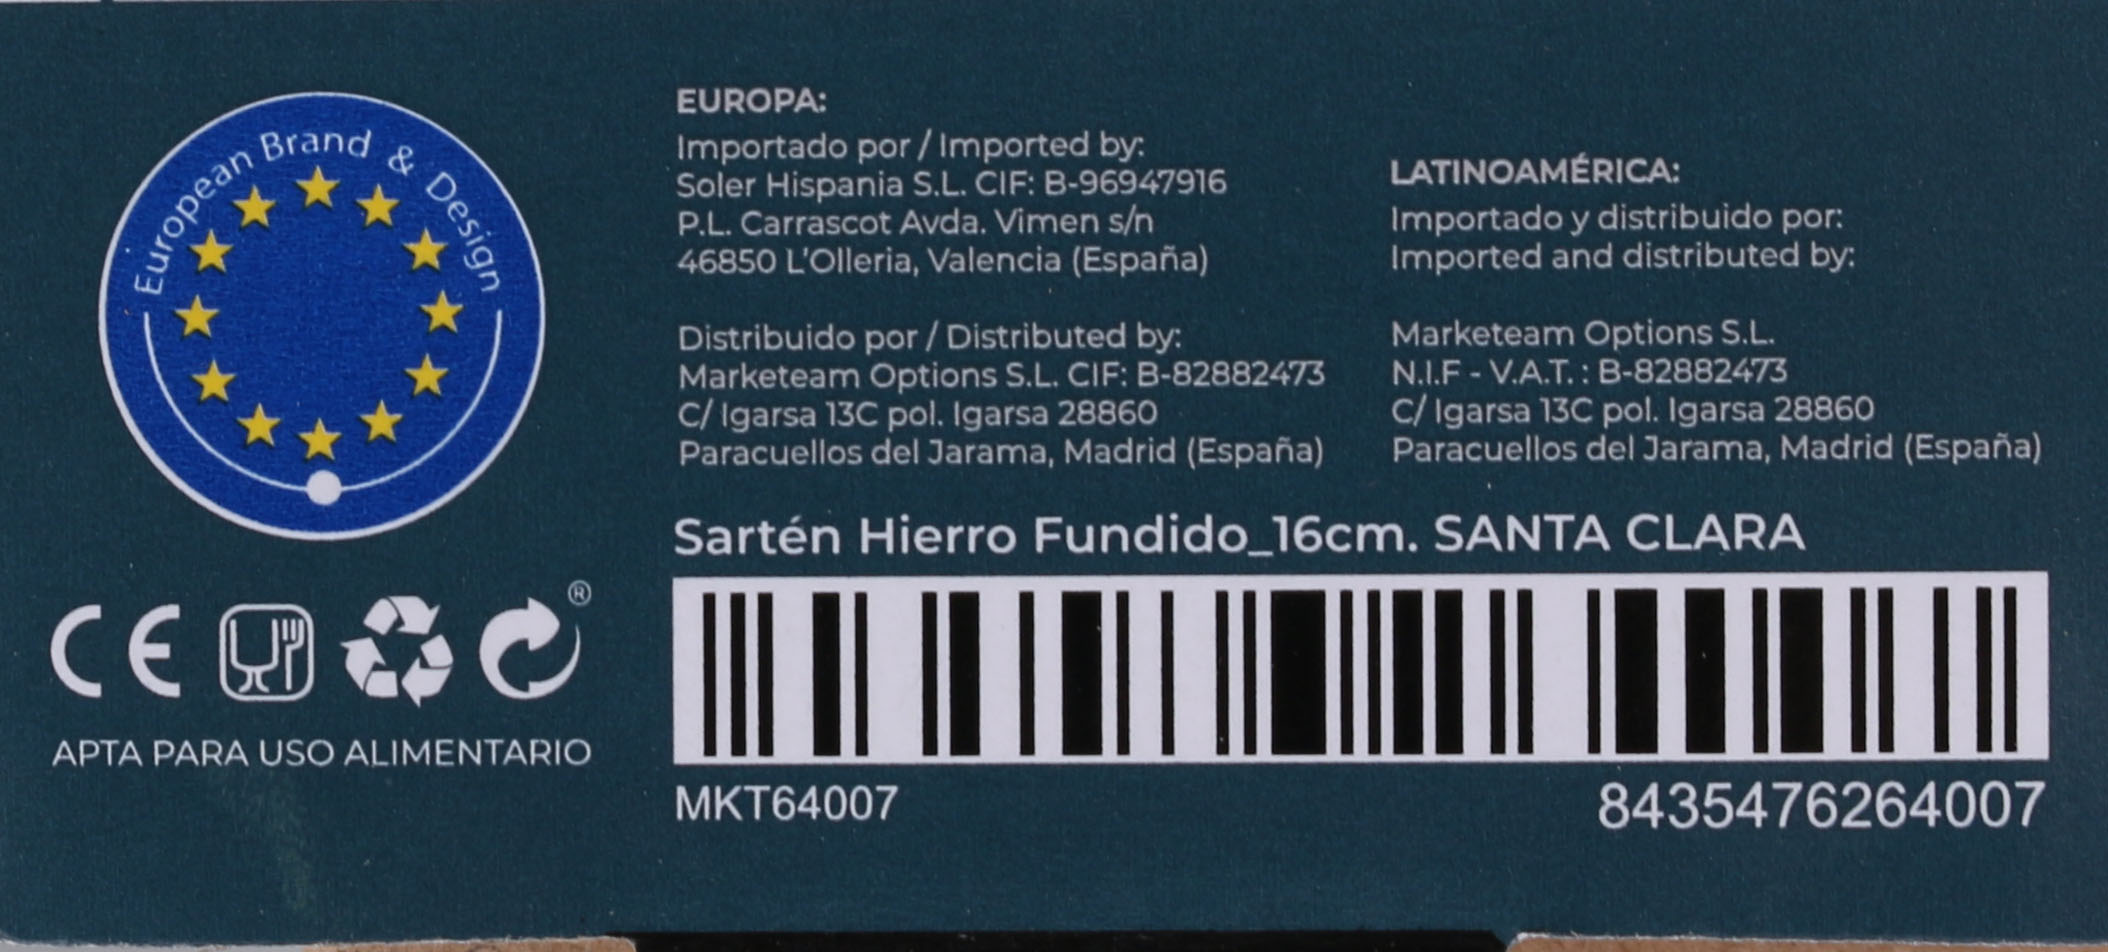 European Brand & Design
EUROPA:
Importado por / Imported by:
Soler Hispania S.L. CIF: B-96947916
P.L. Carrascot Avda. Vimen s/n
46850 L'Olleria, Valencia (España)
Distribuido por / Distributed by:
Marketeam Options S.L. CIF: B-82882473
C/ Igarsa 13C pol. Igarsa 28860
Paracuellos del Jarama, Madrid (España)
LATINOAMÉRICA:
Importado y distribuido por:
Imported and distributed by:
Marketeam Options S.L.
N.I.F - V.A.T. : B-82882473
C/ Igarsa 13C pol. Igarsa 28860
Paracuellos del Jarama, Madrid (España)
Sartén Hierro Fundido_16cm. SANTA CLARA
CE ®
APTA PARA USO ALIMENTARIO
MKT64007
8435476264007